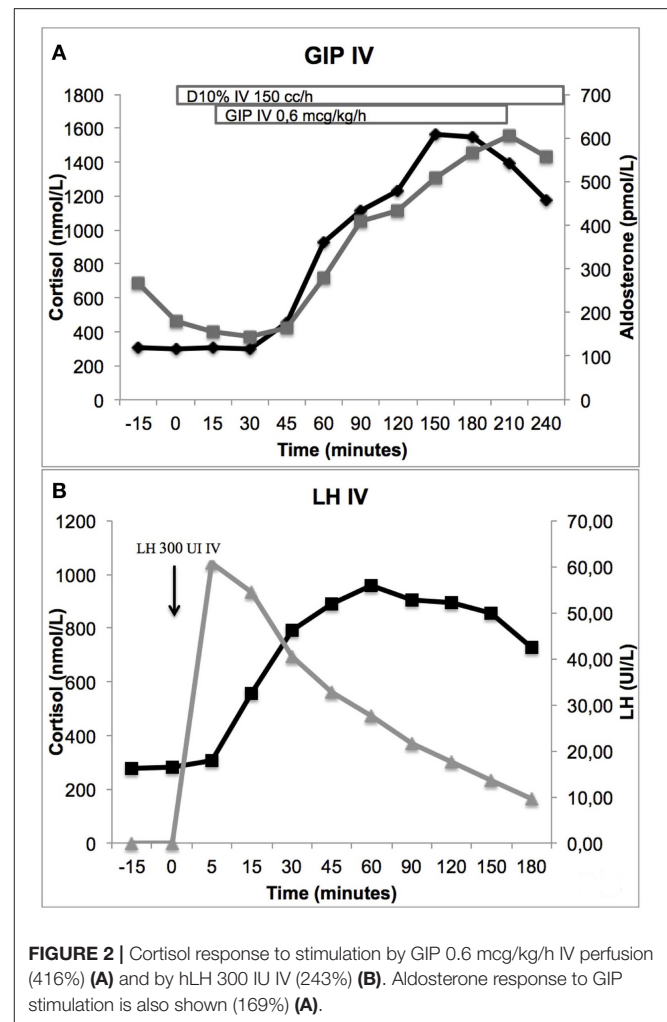 A
GIP IV
D10% IV 150 cc/h
GIP IV 0,6 mcg/kg/h
Cortisol (nmol/L)
1800
1600
1400
1200
1000
800
600
400
200
0
700
600
500
400
300
200
100
0
Aldosterone (pmol/L)
-15 0 15 30 45 60 90 120 150 180 210 240
Time (minutes)
B
LH IV
LH 300 UI IV
Cortisol (nmol/L)
1200
1000
800
600
400
200
0
70,00
60,00
50,00
40,00
30,00
20,00
10,00
0,00
LH (UI/L)
-15 0 5 15 30 45 60 90 120 150 180
Time (minutes)
FIGURE 2 | Cortisol response to stimulation by GIP 0.6 mcg/kg/h IV perfusion
(416%) (A) and by hLH 300 IU IV (243%) (B). Aldosterone response to GIP
stimulation is also shown (169%) (A).